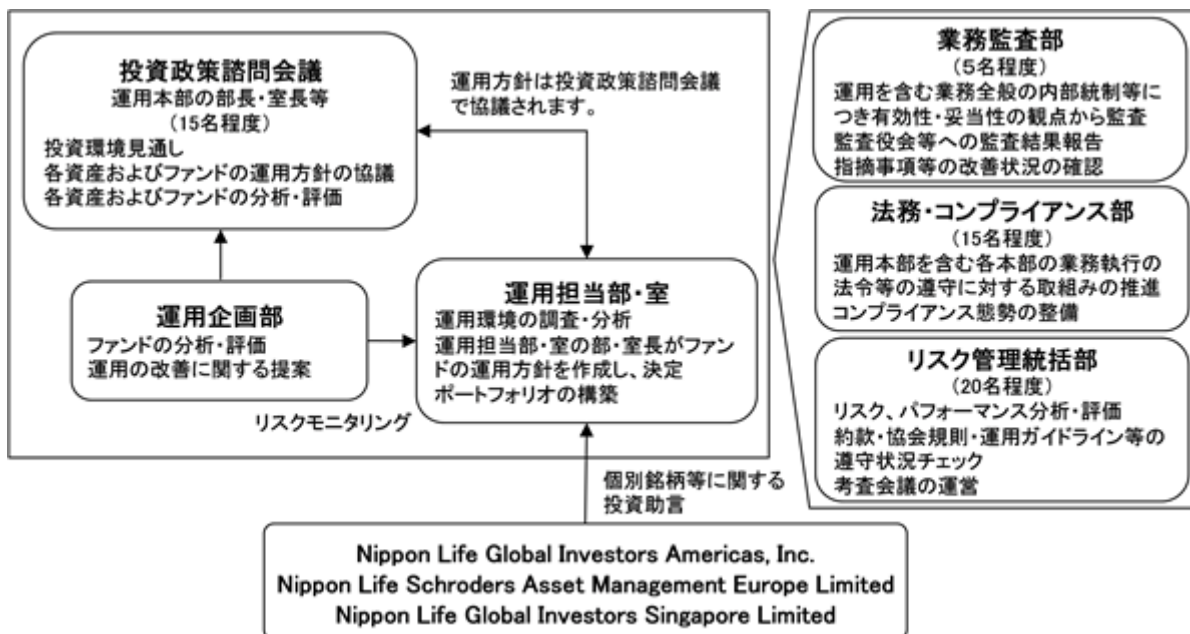 投資政策諮問会議
運用本部の部長・室長等
(15名程度)
投資環境見通し
各資産およびファンドの運用方針の協議
各資産およびファンドの分析・評価
運用方針は投資政策諮問会議
で協議されます。
運用企画部
ファンドの分析・評価
運用の改善に関する提案
リスクモニタリング
運用担当部・室
運用環境の調査・分析
運用担当部・室の部・室長がファン
ドの運用方針を作成し、決定
ポートフォリオの構築
個別銘柄等に関する
投資助言
Nippon Life Global Investors Americas, Inc.
Nippon Life Schroders Asset Management Europe Limited
Nippon Life Global Investors Singapore Limited
業務監査部
(5名程度)
運用を含む業務全般の内部統制等に
つき有効性・妥当性の観点から監査
監査役会等への監査結果報告
指摘事項等の改善状況の確認
法務・コンプライアンス部
(15名程度)
運用本部を含む各本部の業務執行の
法令等の遵守に対する取組みの推進
コンプライアンス態勢の整備
リスク管理統括部
(20名程度)
リスク、パフォーマンス分析・評価
約款・協会規則・運用ガイドライン等の
遵守状況チェック
考査会議の運営